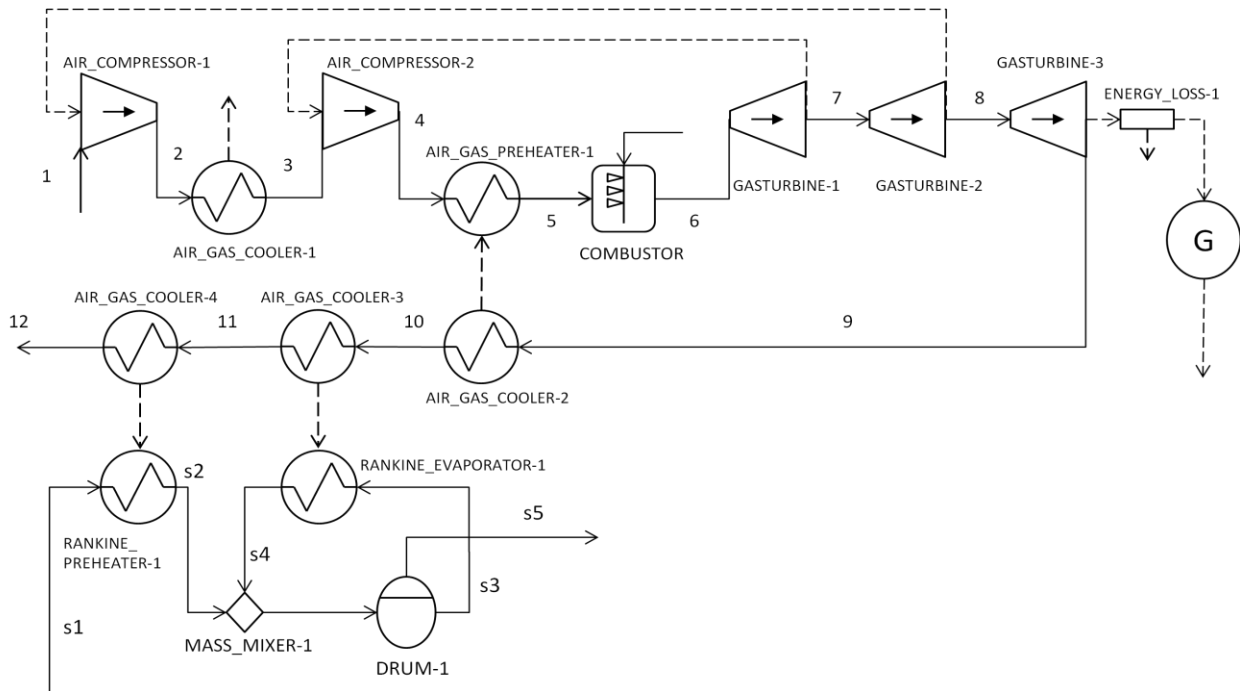 AIR_COMPRESSOR-1
AIR_COMPRESSOR-2
GASTURBINE-3
ENERGY_LOSS-1
7
8
4
2
3
AIR_GAS_PREHEATER-1
1
GASTURBINE-1
GASTURBINE-2
5
6
G
AIR_GAS_COOLER-1
COMBUSTOR
AIR_GAS_COOLER-4
AIR_GAS_COOLER-3
12
11
10
9
AIR_GAS_COOLER-2
s2
RANKINE_EVAPORATOR-1
s5
RANKINE_
PREHEATER-1
s4
s3
s1
MASS_MIXER-1
DRUM-1